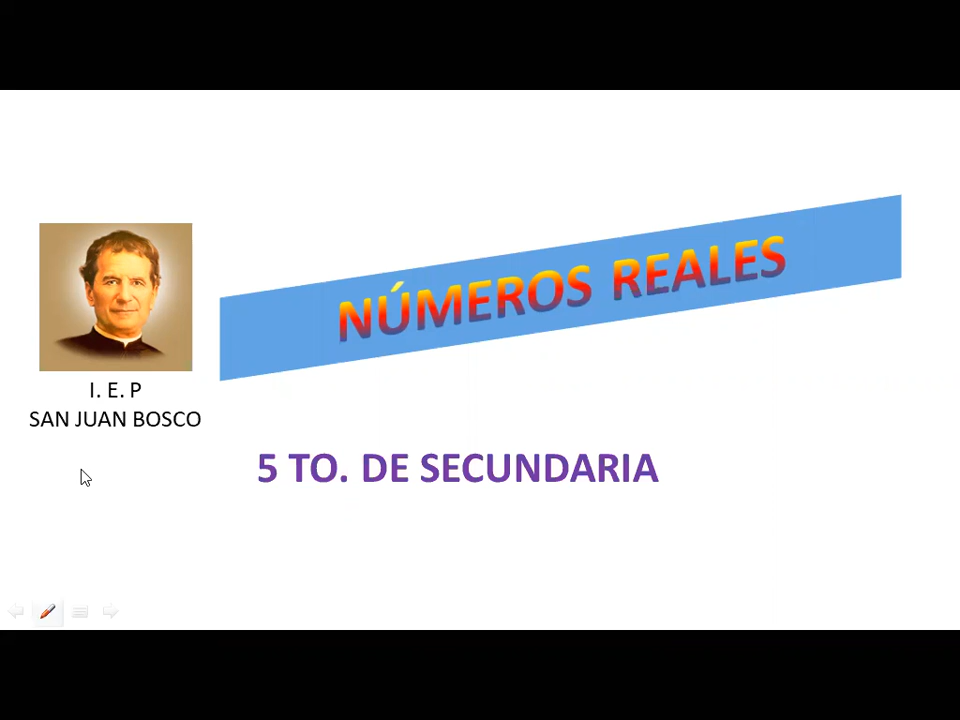 NÚMEROS REALES
I. E. P
SAN JUAN BOSCO
5 TO. DE SECUNDARIA